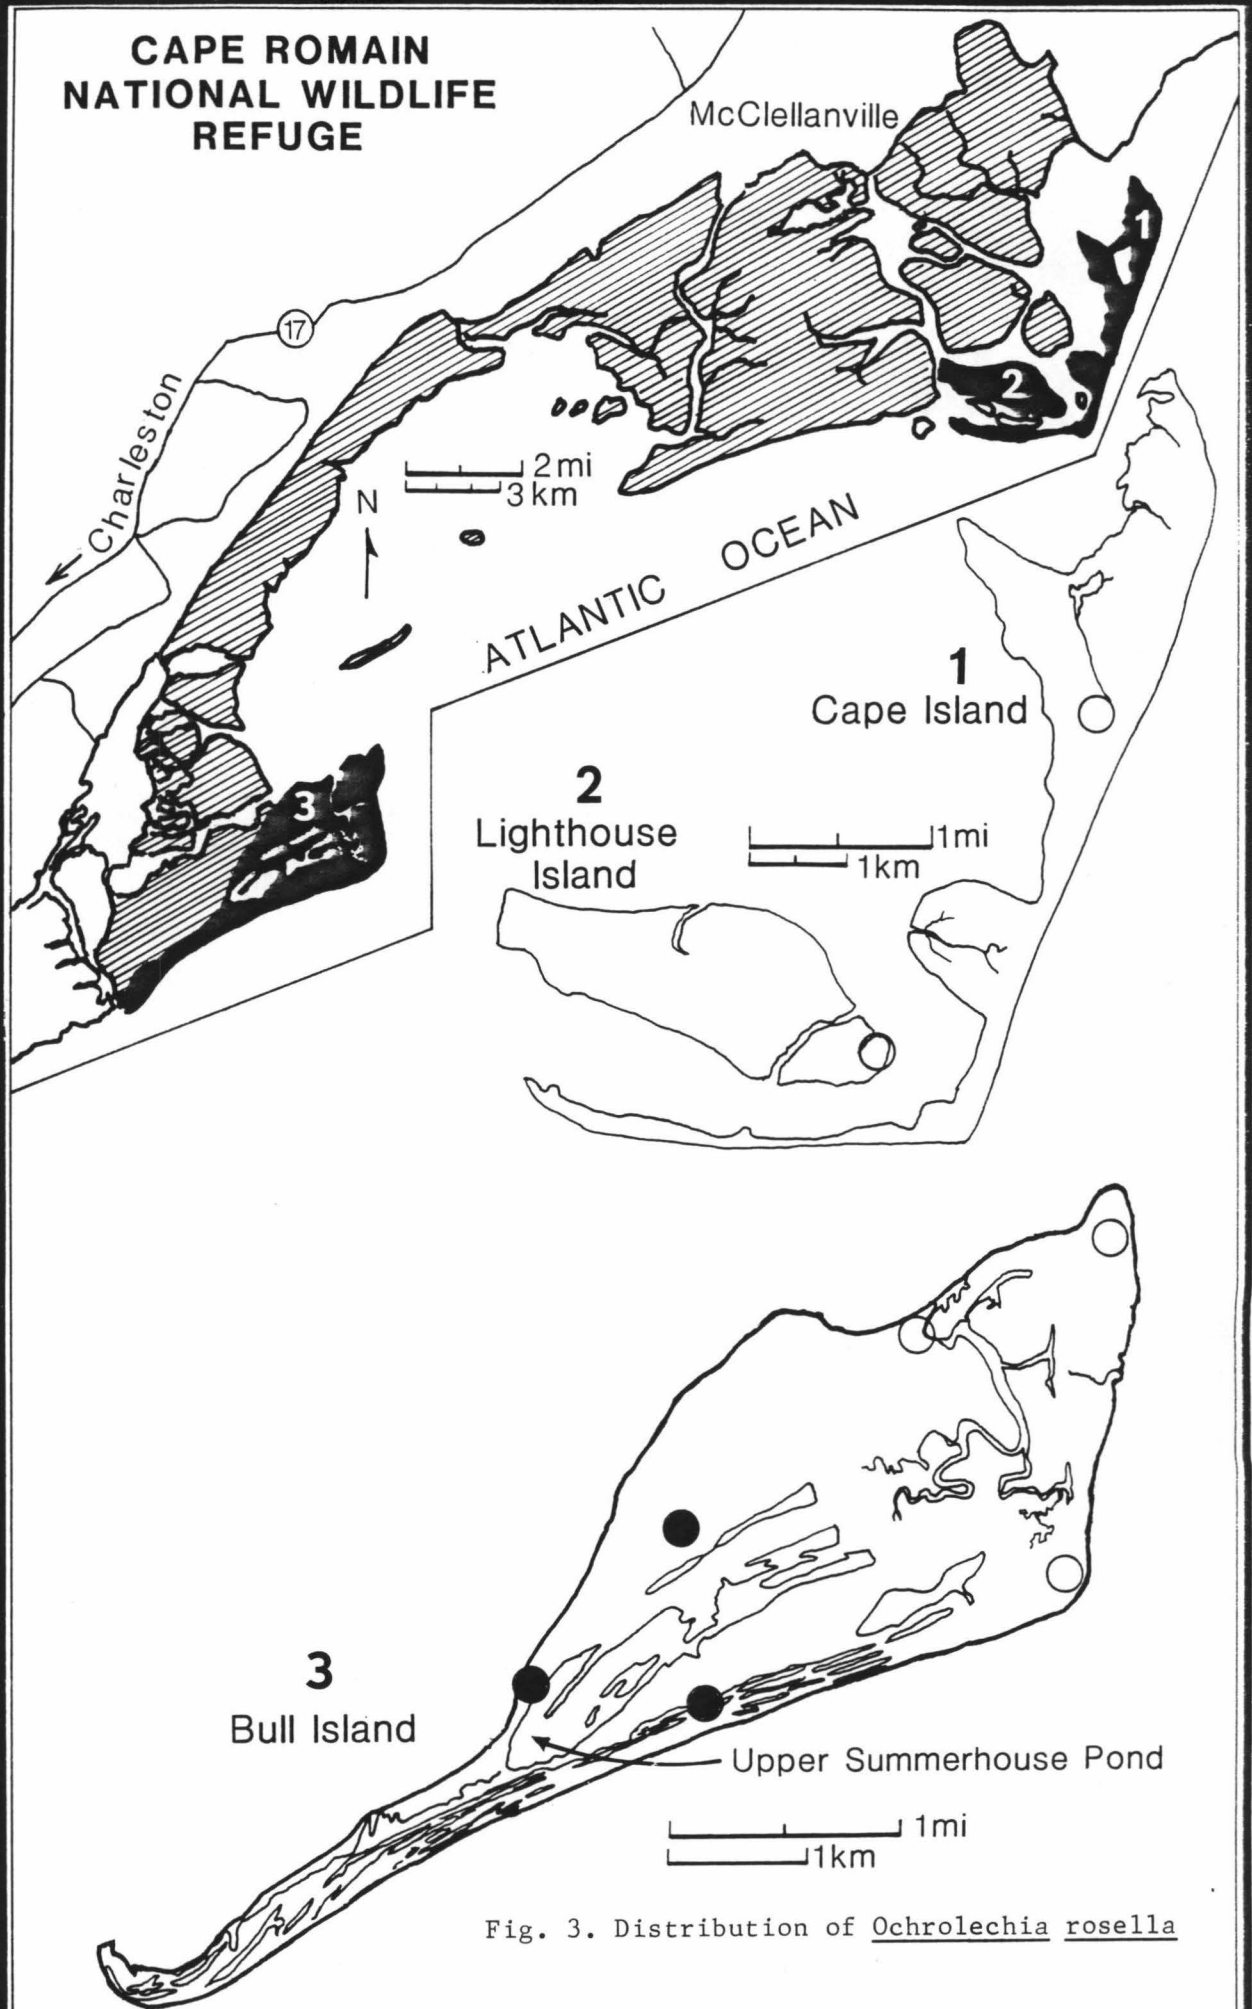 CAPE ROMAIN
NATIONAL WILDLIFE
REFUGE
McClellanville
1
17
2
Charleston
2mi
3km
N
ATLANTIC OCEAN
1
Cape Island
2
Lighthouse
Island
1mi
1km
3
3
Bull Island
Upper Summerhouse Pond
1mi
1km
Fig. 3. Distribution of Ochrolechia rosella